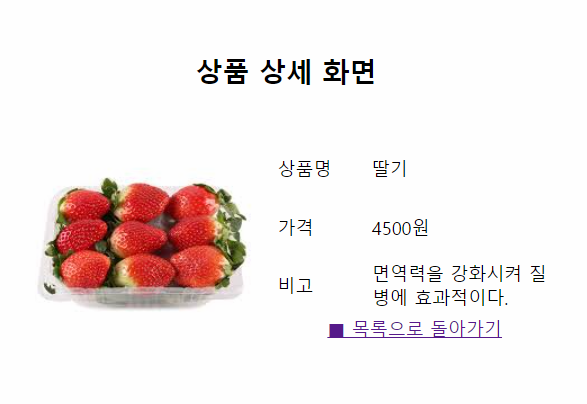 상품 상세 화면
상품명 딸기
가격 4500원
비고 면역력을 강화시켜 질
병에 효과적이다.
■ 목록으로 돌아가기